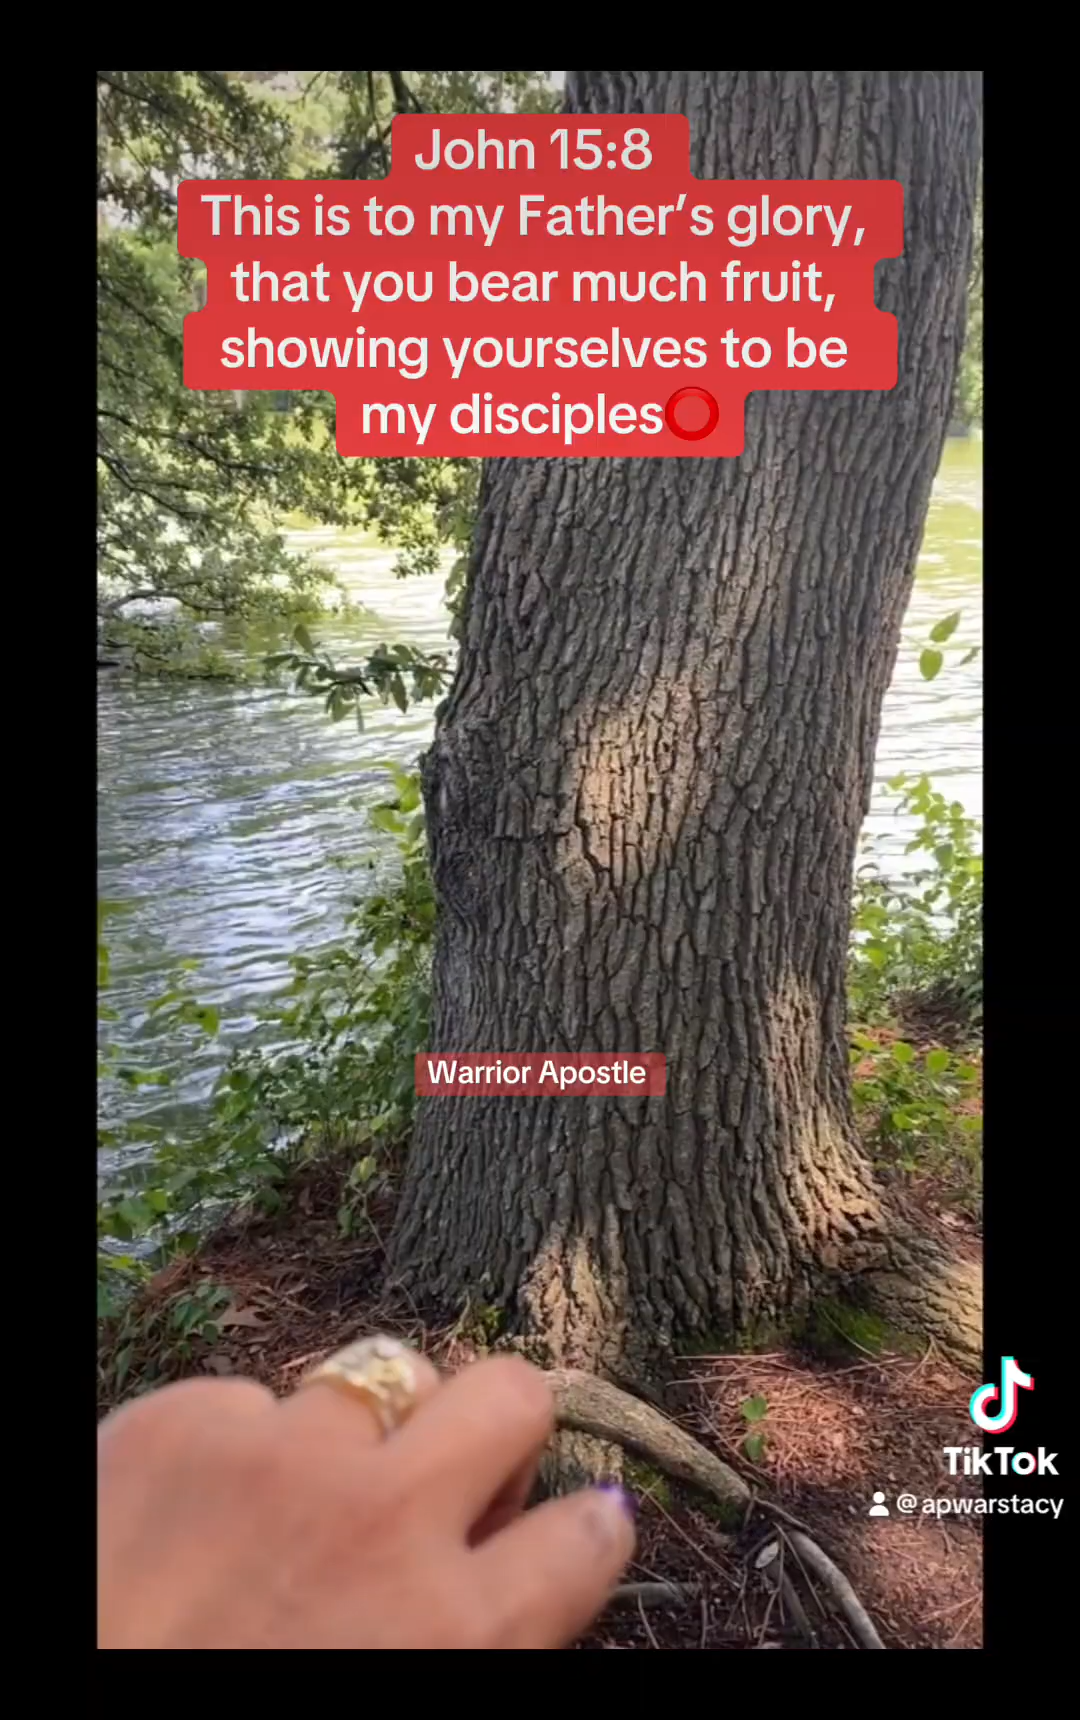 John 15:8
This is to my Father’s glory,
that you bear much fruit,
showing yourselves to be
my disciples⭕
Warrior Apostle
TikTok
@apwarstacy